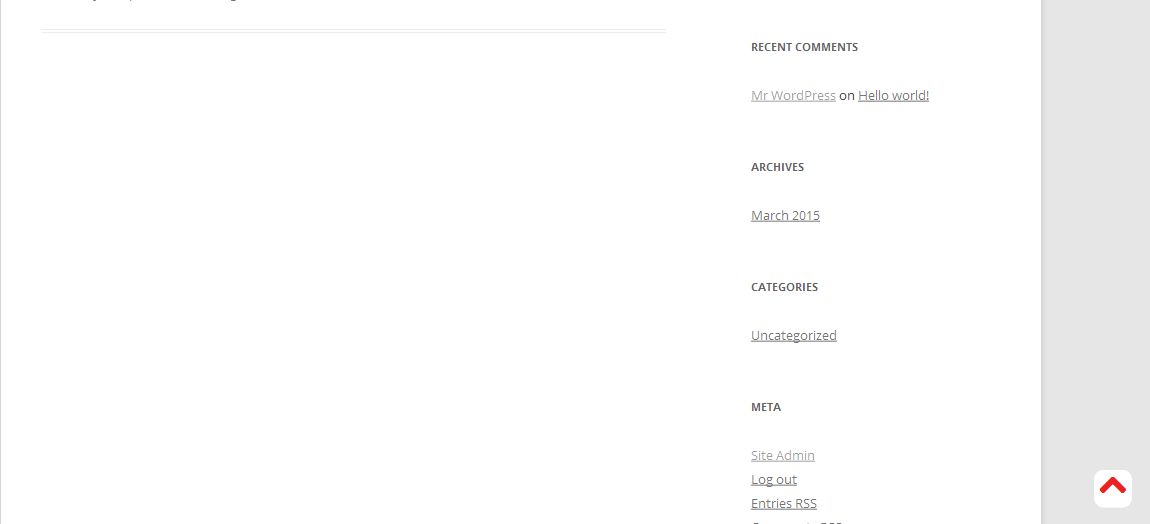 RECENT COMMENTS
Mr WordPress on Hello world!
ARCHIVES
March 2015
CATEGORIES
Uncategorized
META
Site Admin
Log out
Entries RSS